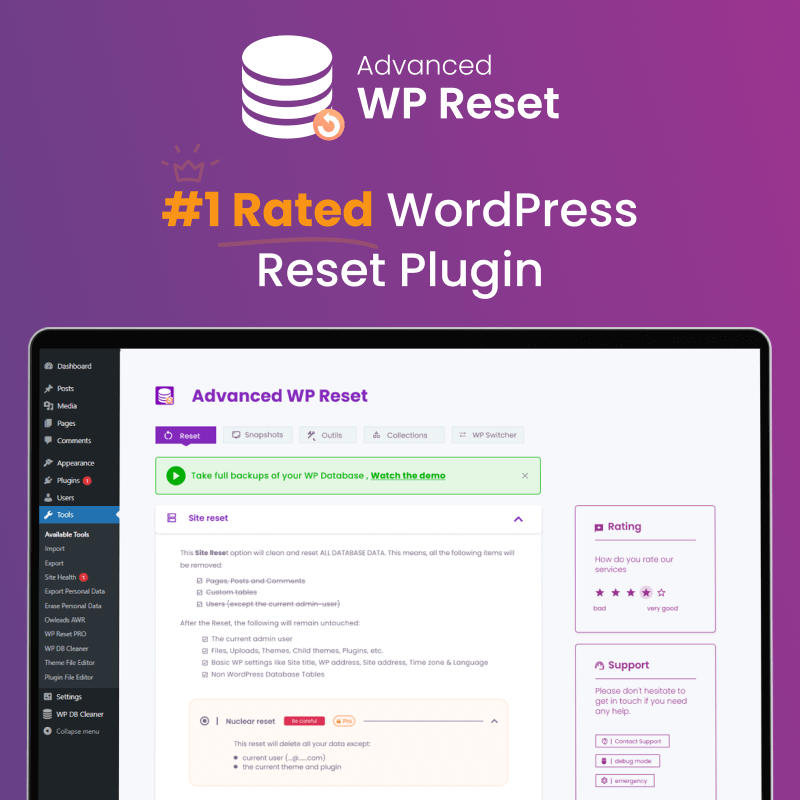 Advanced
WP Reset
#1 Rated WordPress
Reset Plugin
Dashboard
Posts
Media
Pages
Comments
Appearance
Plugins 1
Users
Tools
Available Tools
Import
Export
Site Health 1
Export Personal Data
Erase Personal Data
Owleads AWR
WP Reset PRO
WP DB Cleaner
Theme File Editor
Plugin File Editor
Settings
WP DB Cleaner
Collapse menu
Advanced WP Reset
Reset
Snapshots
Outils
Collections
WP Switcher
Take full backups of your WP Database , Watch the demo
Site reset
This Site Reset option will clean and reset ALL DATABASE DATA. This means, all the following items will
be removed:
Pages, Posts and Comments
Custom tables
Users (except the current admin-user)
After the Reset, the following will remain untouched:
The current admin user
Files, Uploads, Themes, Child themes, Plugins, etc.
Basic WP settings like Site title, WP address, Site address, Time zone & Language
Non WordPress Database Tables
Nuclear reset
Be careful
Pro
This reset will delete all your data except:
current user (...@......com)
the current theme and plugin
Rating
How do you rate our
services
bad
very good
Support
Please don't hesitate to
get in touch if you need
any help.
| Contact Support
| debug mode
| emergency